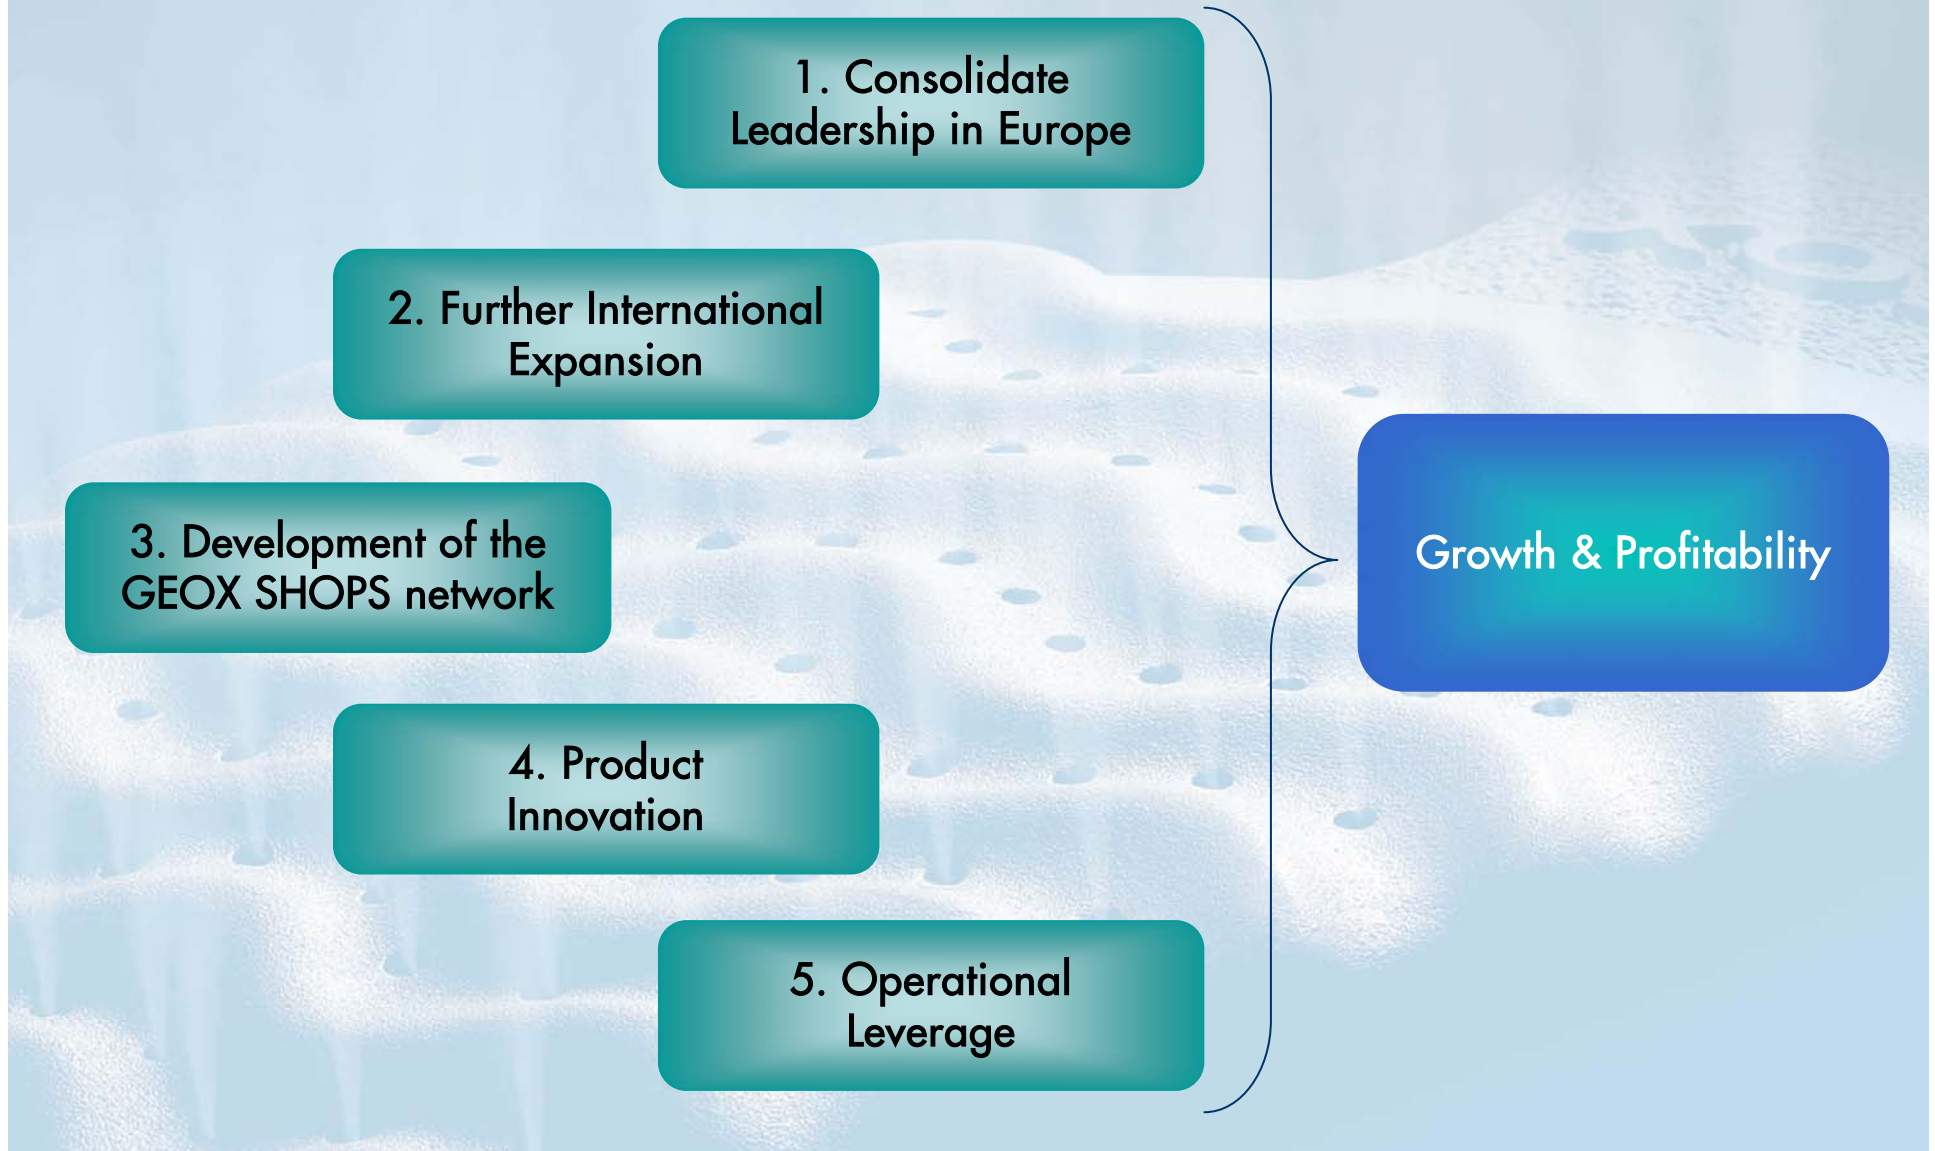 1. Consolidate
Leadership in Europe
2. Further International
Expansion
3. Development of the
GEOX SHOPS network
Growth & Profitability
4. Product
Innovation
5. Operational
Leverage